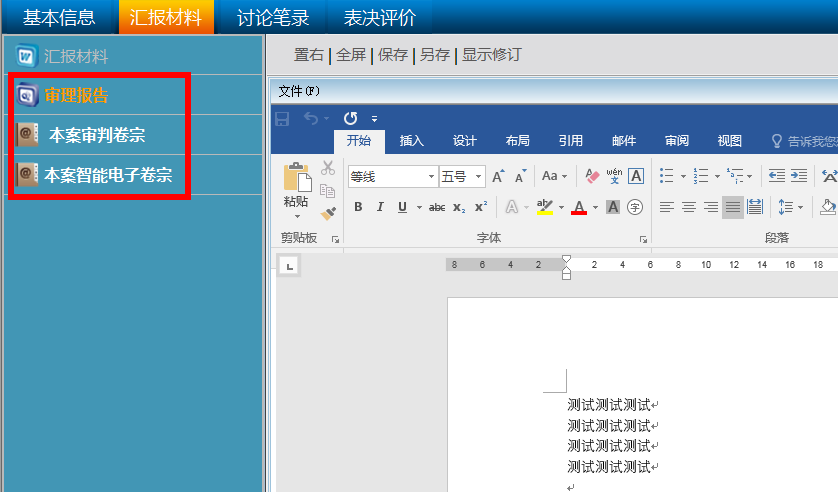 基本信息 汇报材料 讨论笔录 表决评价
汇报材料
审理报告
本案审判卷宗
本案智能电子卷宗
置右 | 全屏 | 保存 | 另存 | 显示修订
文件(F)
开始 插入 设计 布局 引用 邮件 审阅 视图 告诉我您
粘贴
等线 五号 A A Aa wén 文 A
B I U abc x₂ x² A aby A A 字
剪贴板 字体 段落
8 6 4 2 2 4 6 8 10 12 14 16 18
测试测试测试
测试测试测试
测试测试测试
测试测试测试